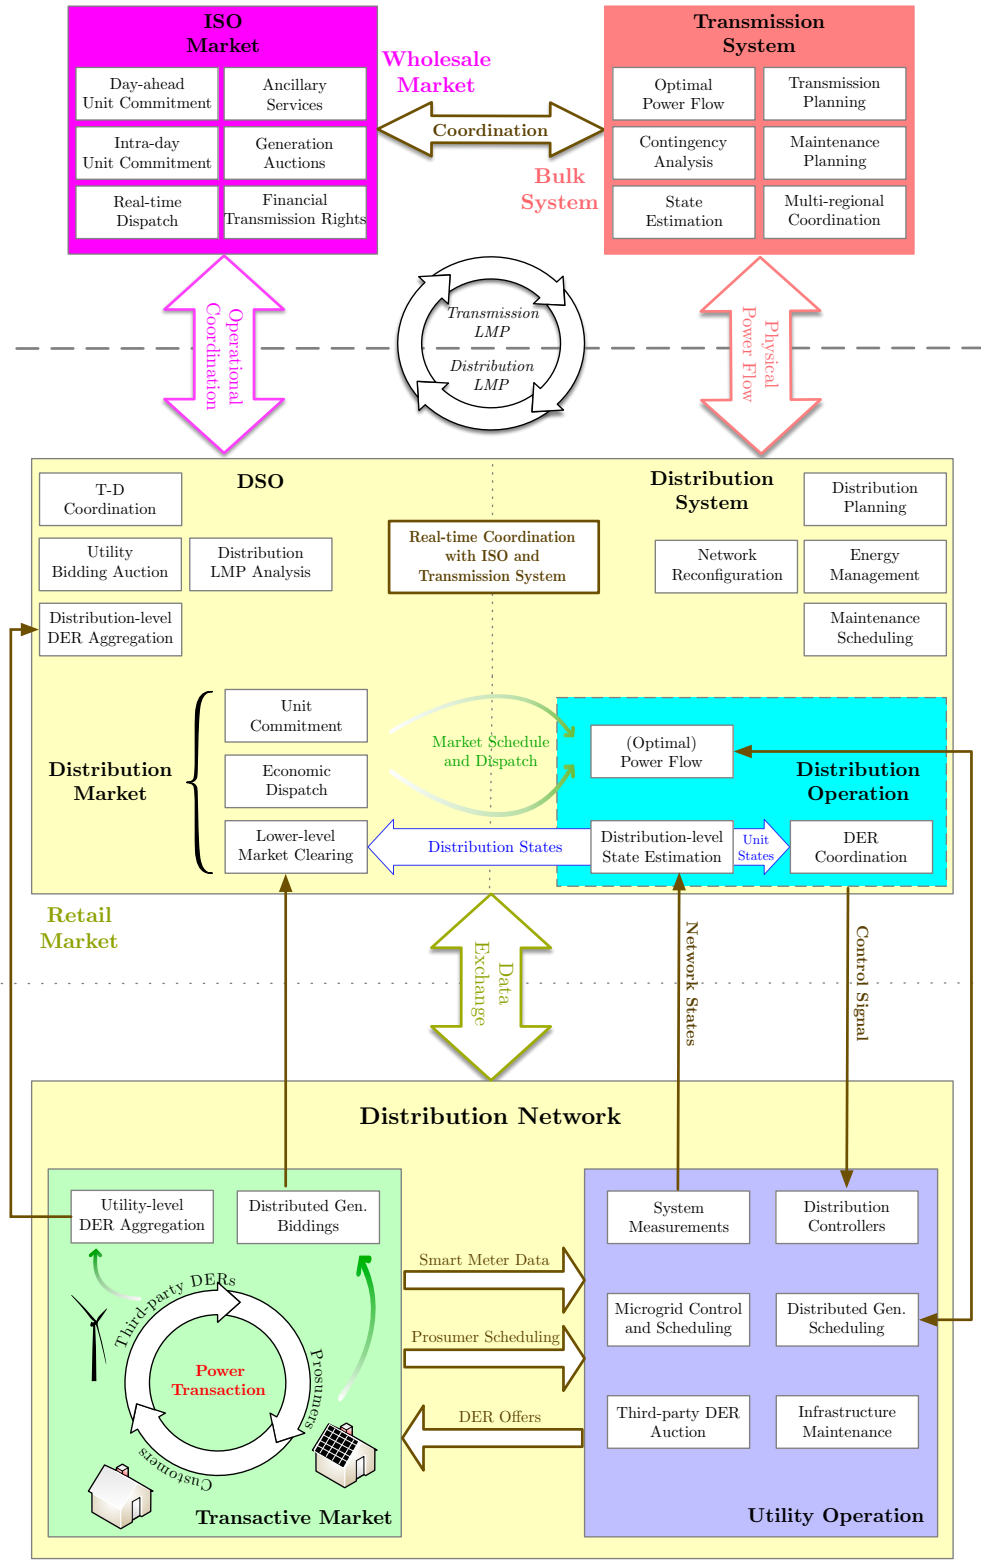 ISO
Market
Day-ahead
Unit Commitment
Ancillary
Services
Intra-day
Unit Commitment
Generation
Auctions
Real-time
Dispatch
Financial
Transmission Rights
Wholesale
Market
Coordination
Bulk
System
Transmission
System
Optimal
Power Flow
Transmission
Planning
Contingency
Analysis
Maintenance
Planning
State
Estimation
Multi-regional
Coordination
Operational
Coordination
Transmission
LMP
Distribution
LMP
Physical
Power Flow
DSO
T-D
Coordination
Utility
Bidding Auction
Distribution
LMP Analysis
Distribution-level
DER Aggregation
Real-time Coordination
with ISO and
Transmission System
Distribution
System
Distribution
Planning
Network
Reconfiguration
Energy
Management
Maintenance
Scheduling
Distribution
Market
Unit
Commitment
Economic
Dispatch
Lower-level
Market Clearing
Market Schedule
and Dispatch
(Optimal)
Power Flow
Distribution
Operation
Distribution States
Distribution-level
State Estimation
Unit
States
DER
Coordination
Retail
Market
Data
Exchange
Network States
Control Signal
Distribution Network
Utility-level
DER Aggregation
Distributed Gen.
Biddings
Third-party DERs
Prosumers
Customers
Power
Transaction
Transactive Market
Smart Meter Data
Prosumer Scheduling
DER Offers
System
Measurements
Distribution
Controllers
Microgrid Control
and Scheduling
Distributed Gen.
Scheduling
Third-party DER
Auction
Infrastructure
Maintenance
Utility Operation